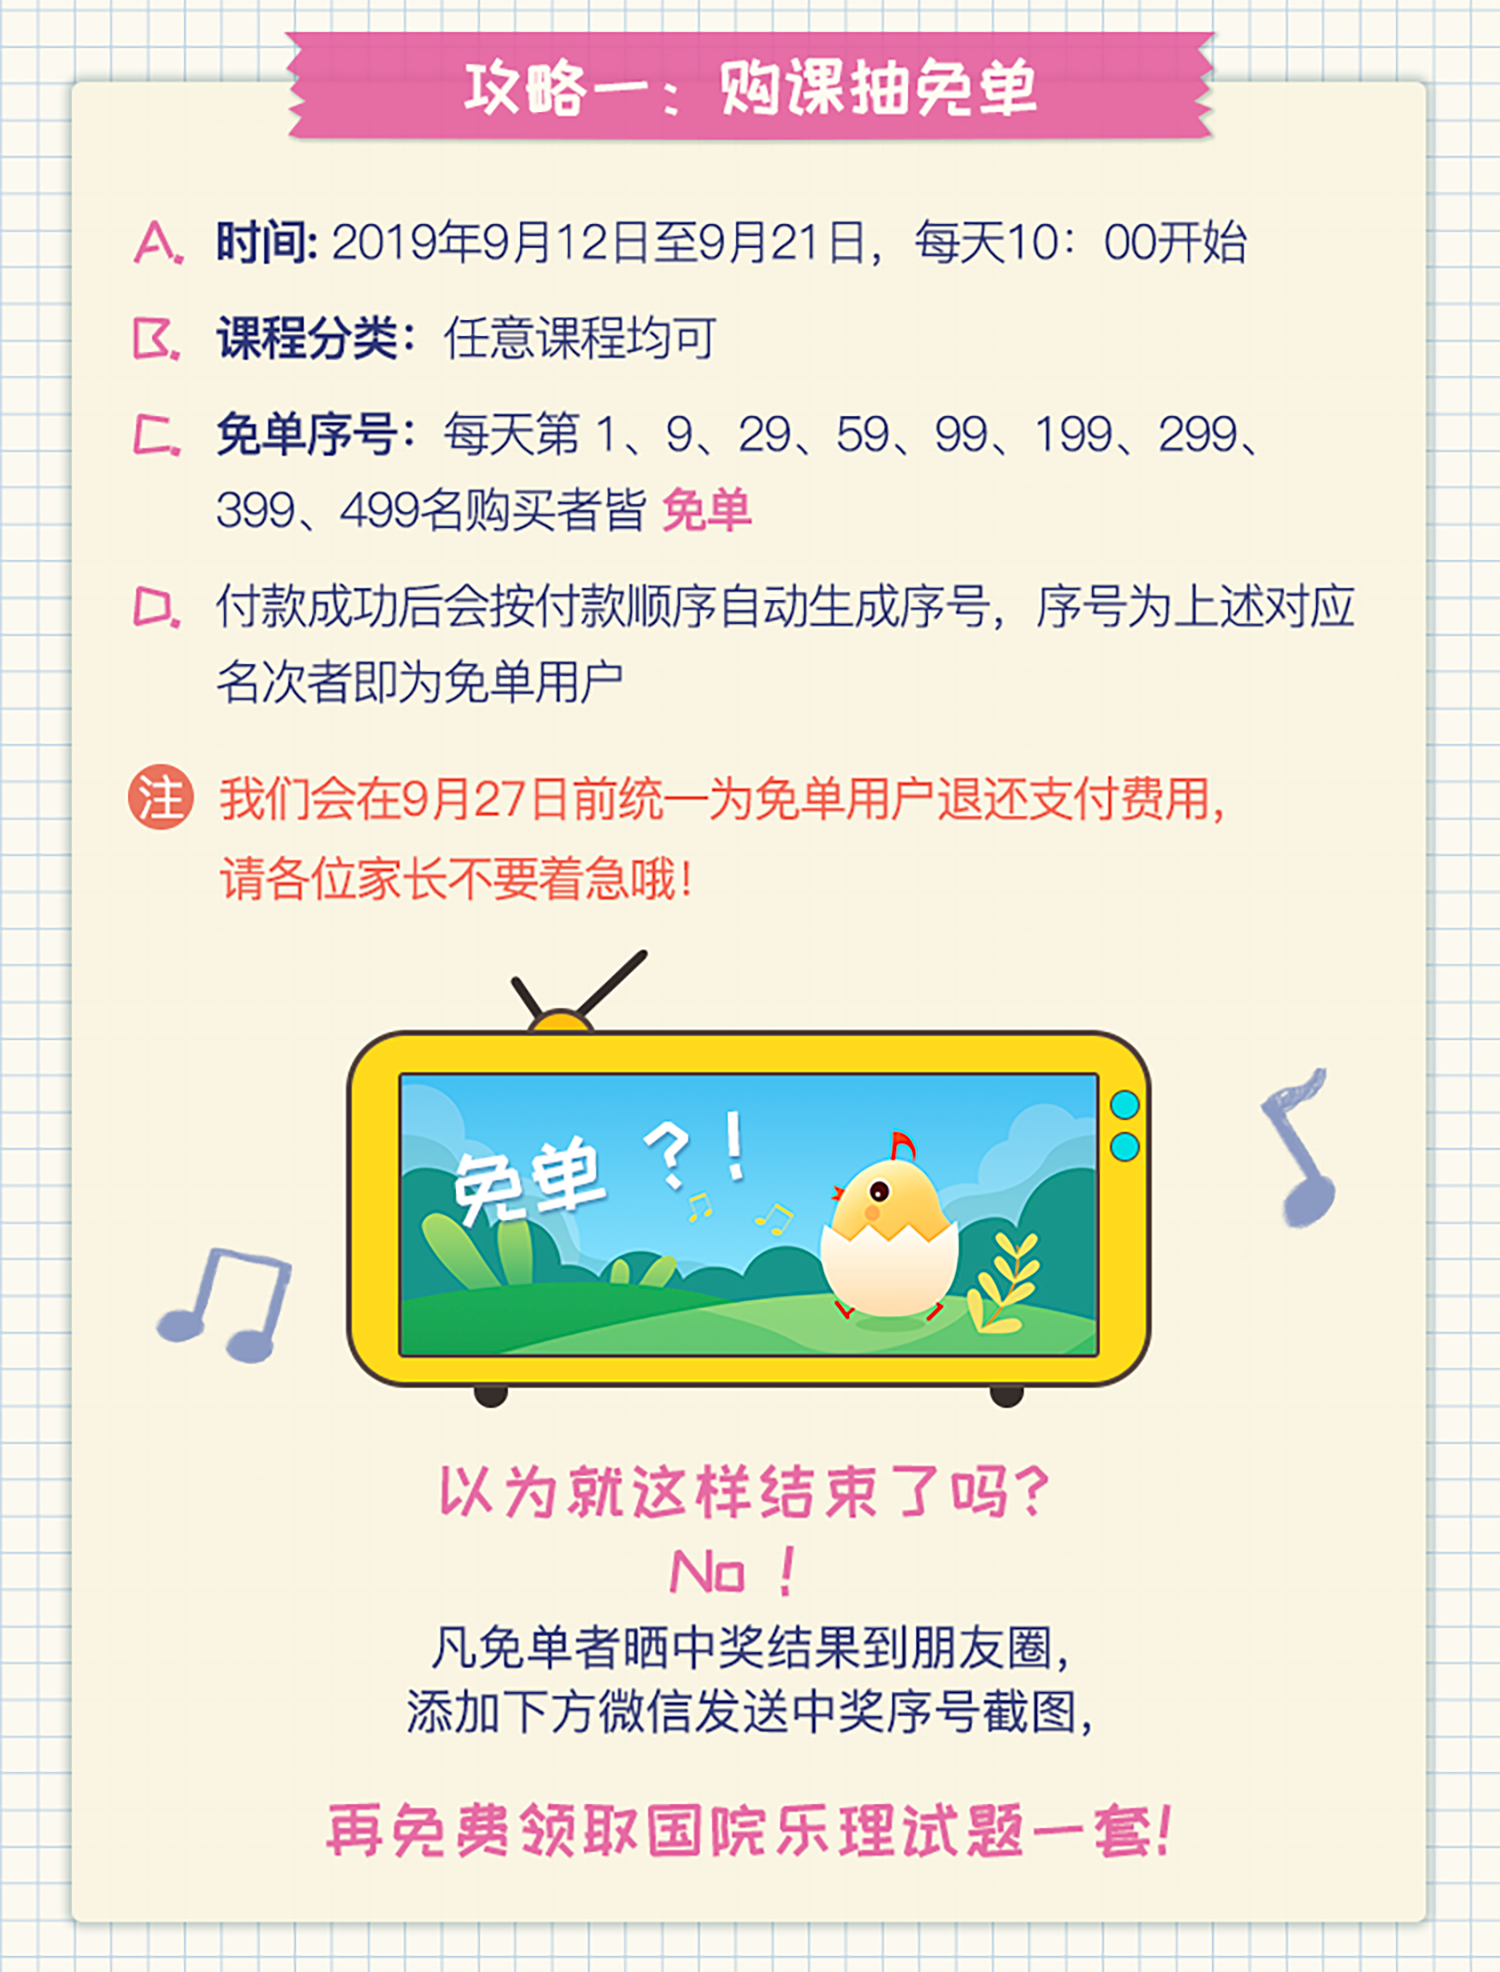 攻略一：购课抽免单
A. 时间: 2019年9月12日至9月21日，每天10：00开始
B. 课程分类：任意课程均可
C. 免单序号：每天第 1、9、29、59、99、199、299、
399、499名购买者皆 免单
D. 付款成功后会按付款顺序自动生成序号，序号为上述对应
名次者即为免单用户
注 我们会在9月27日前统一为免单用户退还支付费用，
请各位家长不要着急哦！
免单？！
以为就这样结束了吗？
No！
凡免单者晒中奖结果到朋友圈，
添加下方微信发送中奖序号截图，
再免费领取国院乐理试题一套！